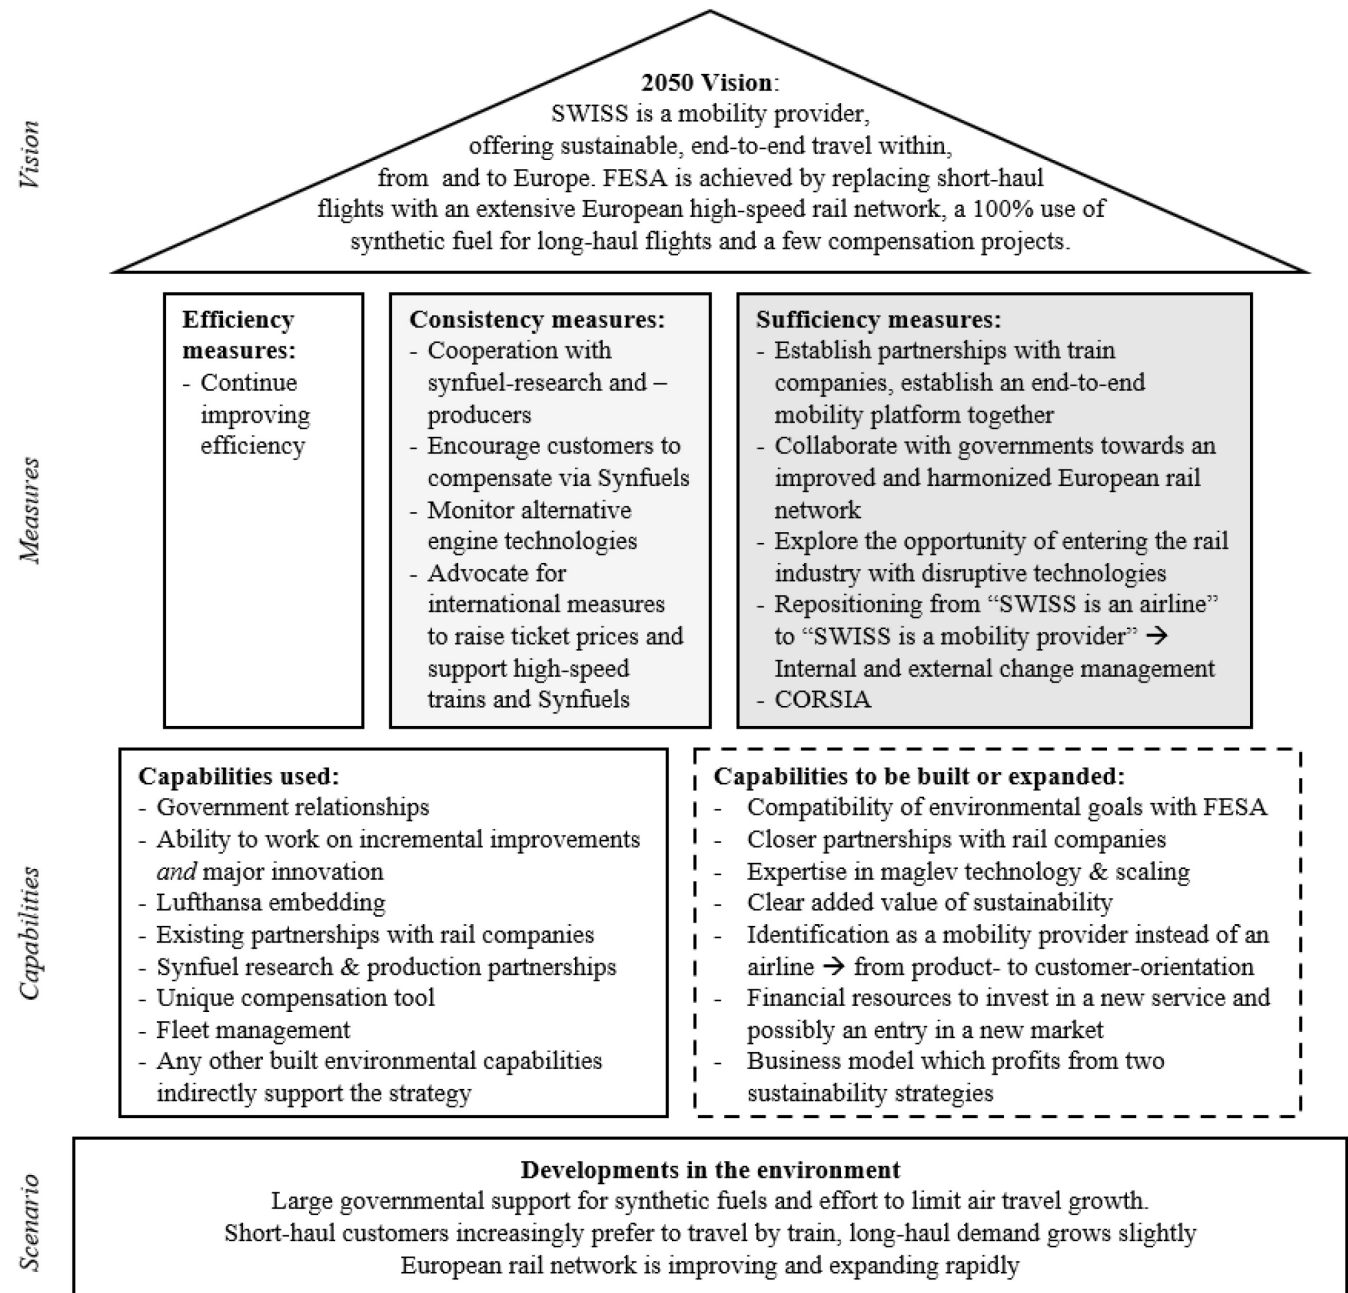 Vision
2050 Vision:
SWISS is a mobility provider,
offering sustainable, end-to-end travel within,
from and to Europe. FESA is achieved by replacing short-haul
flights with an extensive European high-speed rail network, a 100% use of
synthetic fuel for long-haul flights and a few compensation projects.
Measures
Efficiency
measures:
- Continue
improving
efficiency
Consistency measures:
- Cooperation with
synfuel-research and –
producers
- Encourage customers to
compensate via Synfuels
- Monitor alternative
engine technologies
- Advocate for
international measures
to raise ticket prices and
support high-speed
trains and Synfuels
Sufficiency measures:
- Establish partnerships with train
companies, establish an end-to-end
mobility platform together
- Collaborate with governments towards an
improved and harmonized European rail
network
- Explore the opportunity of entering the rail
industry with disruptive technologies
- Repositioning from “SWISS is an airline”
to “SWISS is a mobility provider” →
Internal and external change management
- CORSIA
Capabilities
Capabilities used:
- Government relationships
- Ability to work on incremental improvements
and major innovation
- Lufthansa embedding
- Existing partnerships with rail companies
- Synfuel research & production partnerships
- Unique compensation tool
- Fleet management
- Any other built environmental capabilities
indirectly support the strategy
Capabilities to be built or expanded:
- Compatibility of environmental goals with FESA
- Closer partnerships with rail companies
- Expertise in maglev technology & scaling
- Clear added value of sustainability
- Identification as a mobility provider instead of an
airline → from product- to customer-orientation
- Financial resources to invest in a new service and
possibly an entry in a new market
- Business model which profits from two
sustainability strategies
Scenario
Developments in the environment
Large governmental support for synthetic fuels and effort to limit air travel growth.
Short-haul customers increasingly prefer to travel by train, long-haul demand grows slightly
European rail network is improving and expanding rapidly